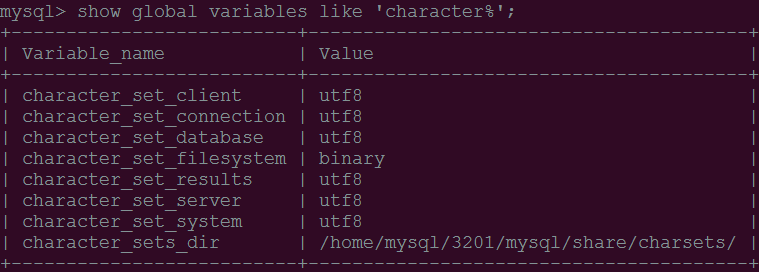 mysql> show global variables like 'character%';
+--------------------------+----------------------------------------+
| Variable_name            | Value                                  |
+--------------------------+----------------------------------------+
| character_set_client     | utf8                                   |
| character_set_connection | utf8                                   |
| character_set_database   | utf8                                   |
| character_set_filesystem | binary                                 |
| character_set_results    | utf8                                   |
| character_set_server     | utf8                                   |
| character_set_system     | utf8                                   |
| character_sets_dir       | /home/mysql/3201/mysql/share/charsets/ |
+--------------------------+----------------------------------------+